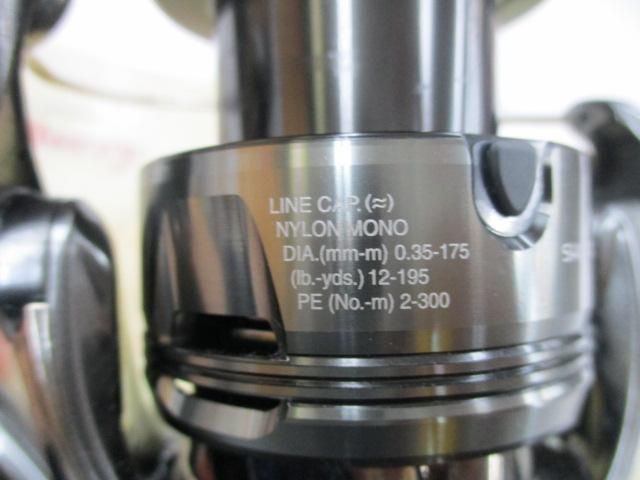 LINE CAP. (≈)
NYLON MONO
DIA.(mm-m) 0.35-175
(lb.-yds.) 12-195
PE (No.-m) 2-300